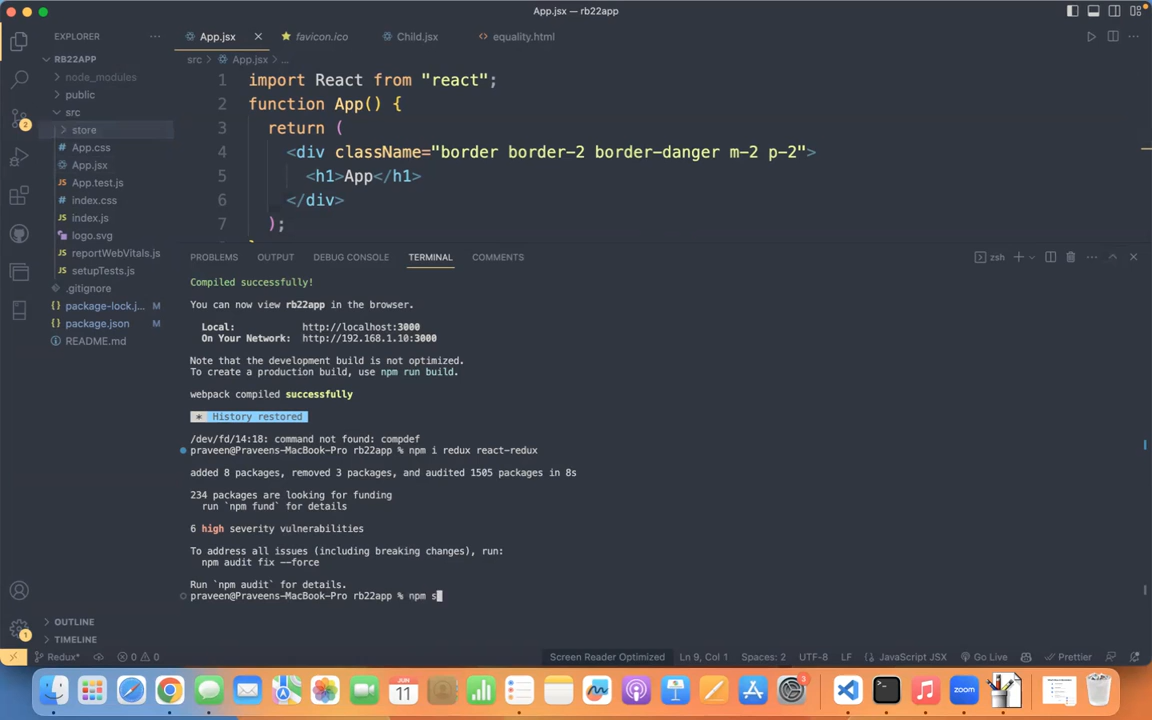 App.jsx — rb22app
EXPLORER
App.jsx
favicon.ico
Child.jsx
equality.html
RB22APP
src > App.jsx > ...
node_modules
public
src
store
App.css
App.jsx
App.test.js
index.css
index.js
logo.svg
reportWebVitals.js
setupTests.js
.gitignore
package-lock.j... M
package.json M
README.md
1 import React from "react";
2 function App() {
3 return (
4 <div className="border border-2 border-danger m-2 p-2">
5 <h1>App</h1>
6 </div>
7 );
PROBLEMS OUTPUT DEBUG CONSOLE TERMINAL COMMENTS
zsh
Compiled successfully!
You can now view rb22app in the browser.
Local: http://localhost:3000
On Your Network: http://192.168.1.10:3000
Note that the development build is not optimized.
To create a production build, use npm run build.
webpack compiled successfully
* History restored
/dev/fd/14:18: command not found: compdef
praveen@Praveens-MacBook-Pro rb22app % npm i redux react-redux
added 8 packages, removed 3 packages, and audited 1505 packages in 8s
234 packages are looking for funding
run `npm fund` for details
6 high severity vulnerabilities
To address all issues (including breaking changes), run:
npm audit fix --force
Run `npm audit` for details.
praveen@Praveens-MacBook-Pro rb22app % npm s
OUTLINE
TIMELINE
2
1
Redux*
0 0
Screen Reader Optimized
Ln 9, Col 1
Spaces: 2
UTF-8
LF
JavaScript JSX
Go Live
Prettier
JUN
11
3
zoom